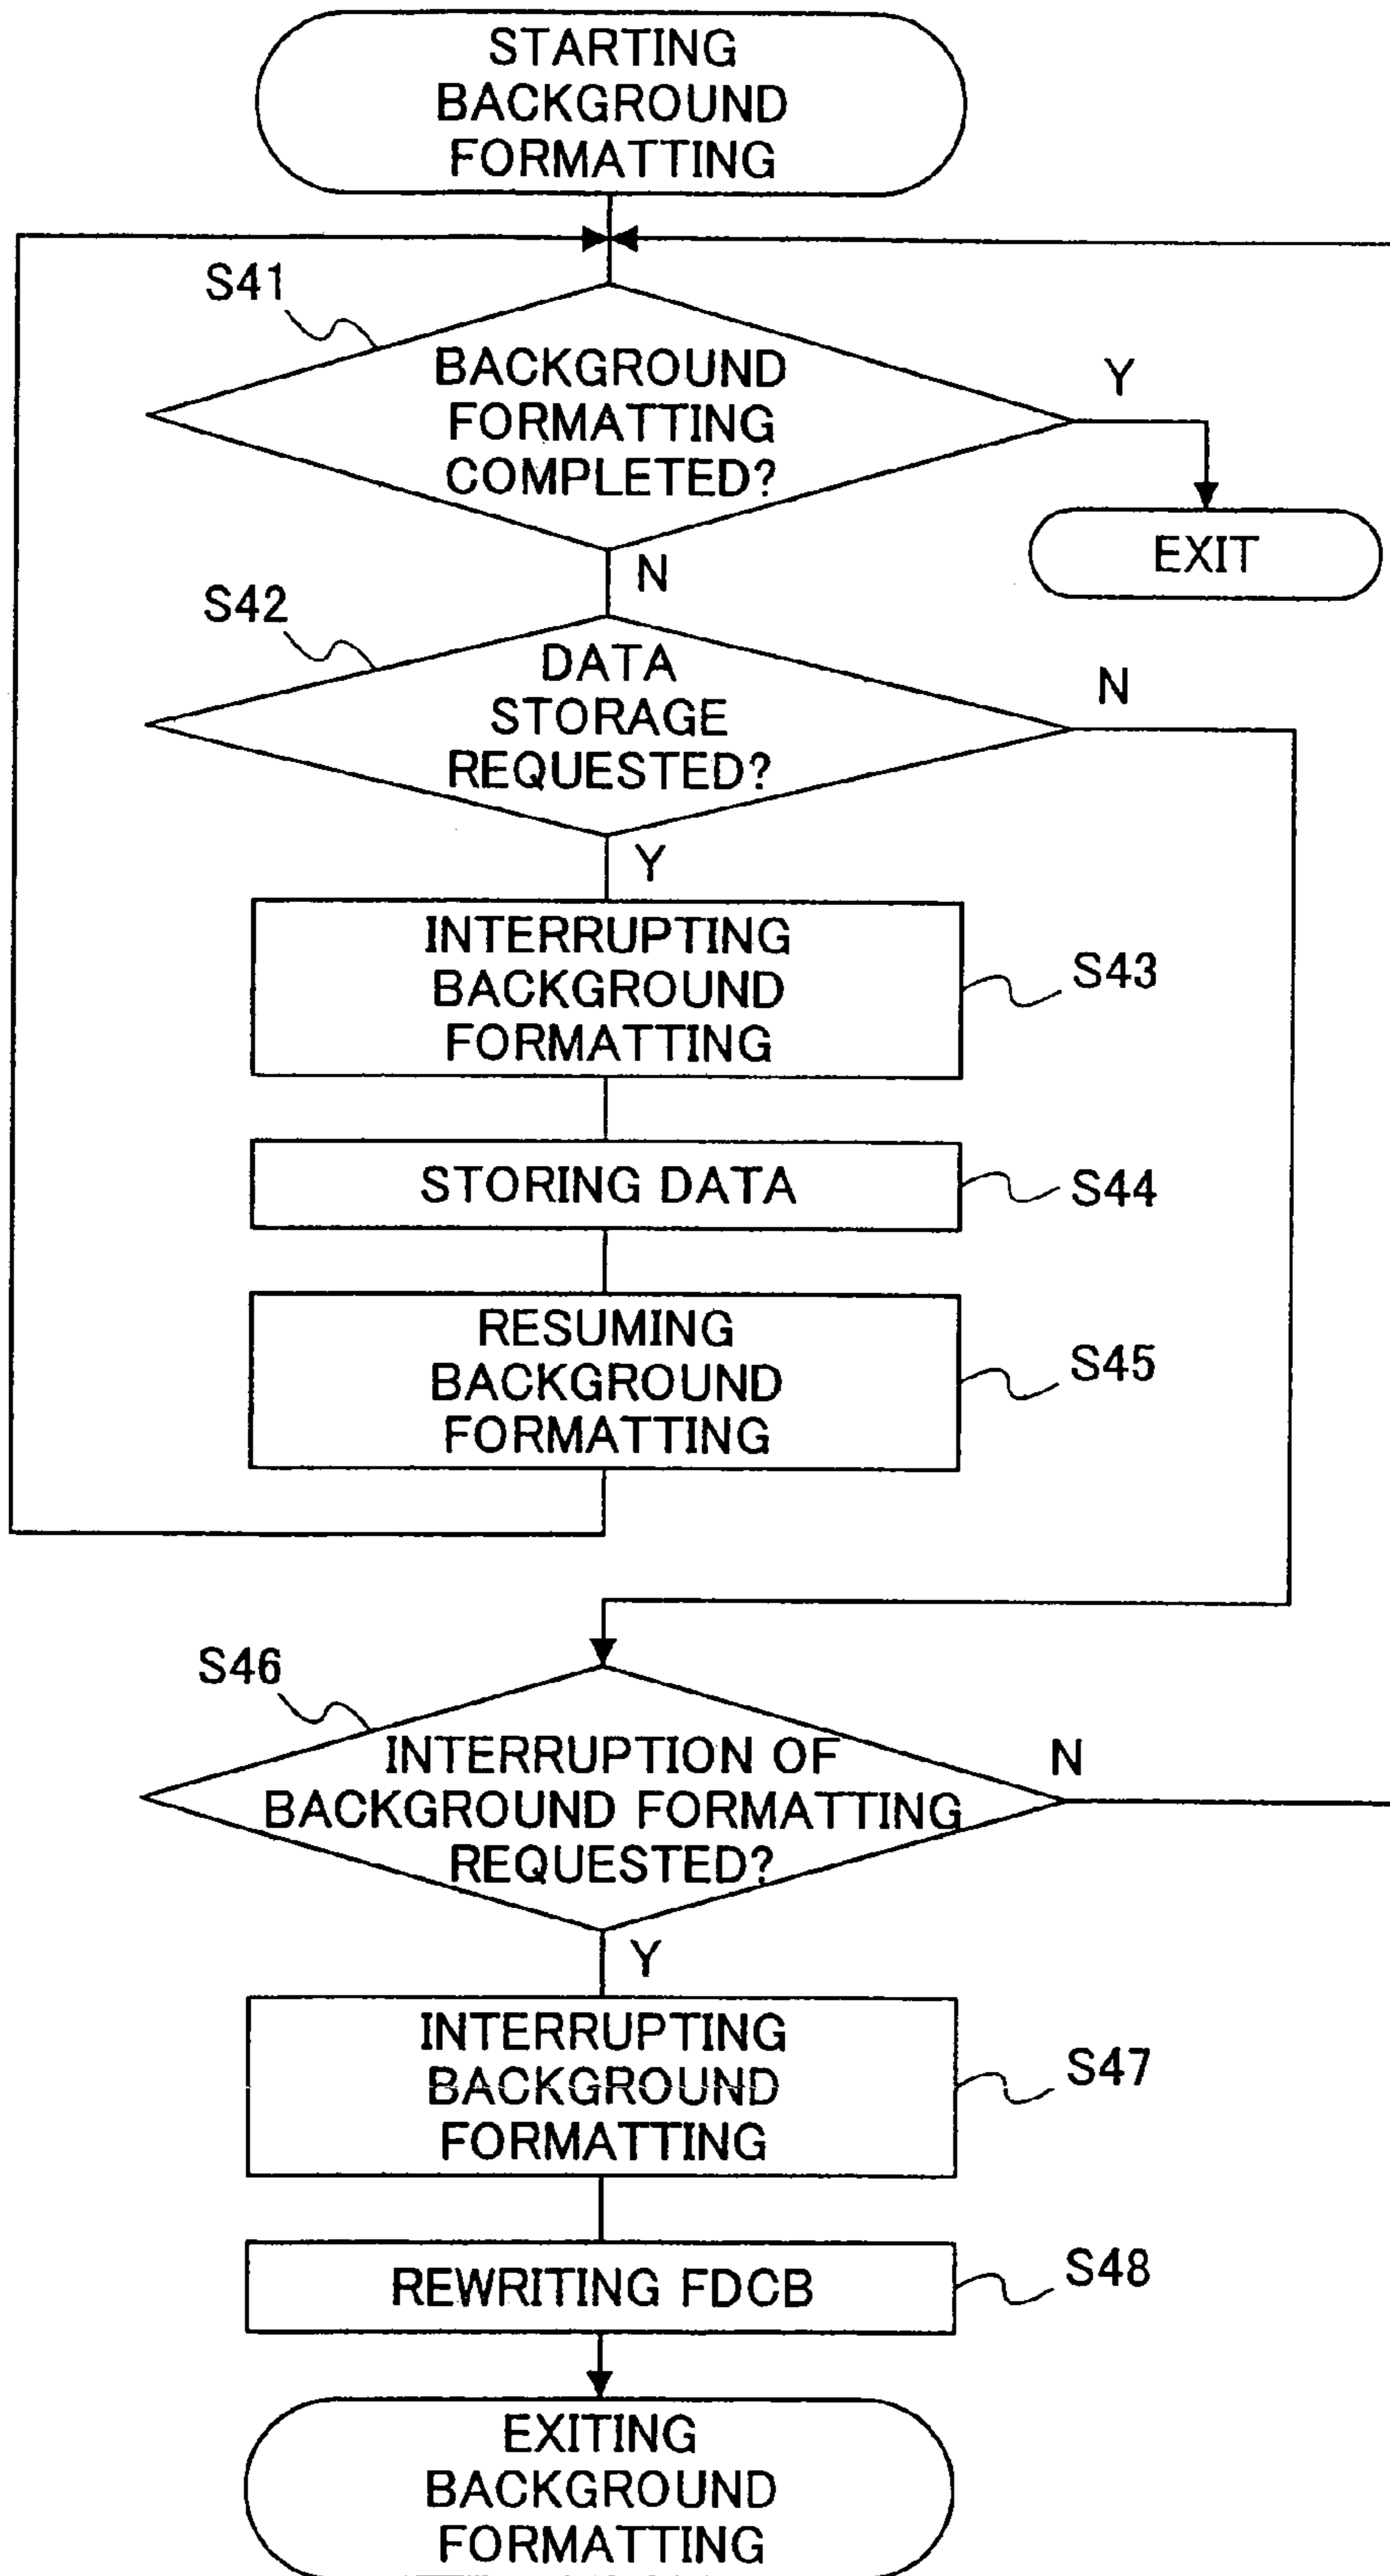 STARTING
BACKGROUND
FORMATTING
S41
BACKGROUND
FORMATTING
COMPLETED?
Y
EXIT
N
S42
DATA
STORAGE
REQUESTED?
N
Y
INTERRUPTING
BACKGROUND
FORMATTING
S43
STORING DATA
S44
RESUMING
BACKGROUND
FORMATTING
S45
S46
INTERRUPTION OF
BACKGROUND FORMATTING
REQUESTED?
N
Y
INTERRUPTING
BACKGROUND
FORMATTING
S47
REWRITING FDCB
S48
EXITING
BACKGROUND
FORMATTING